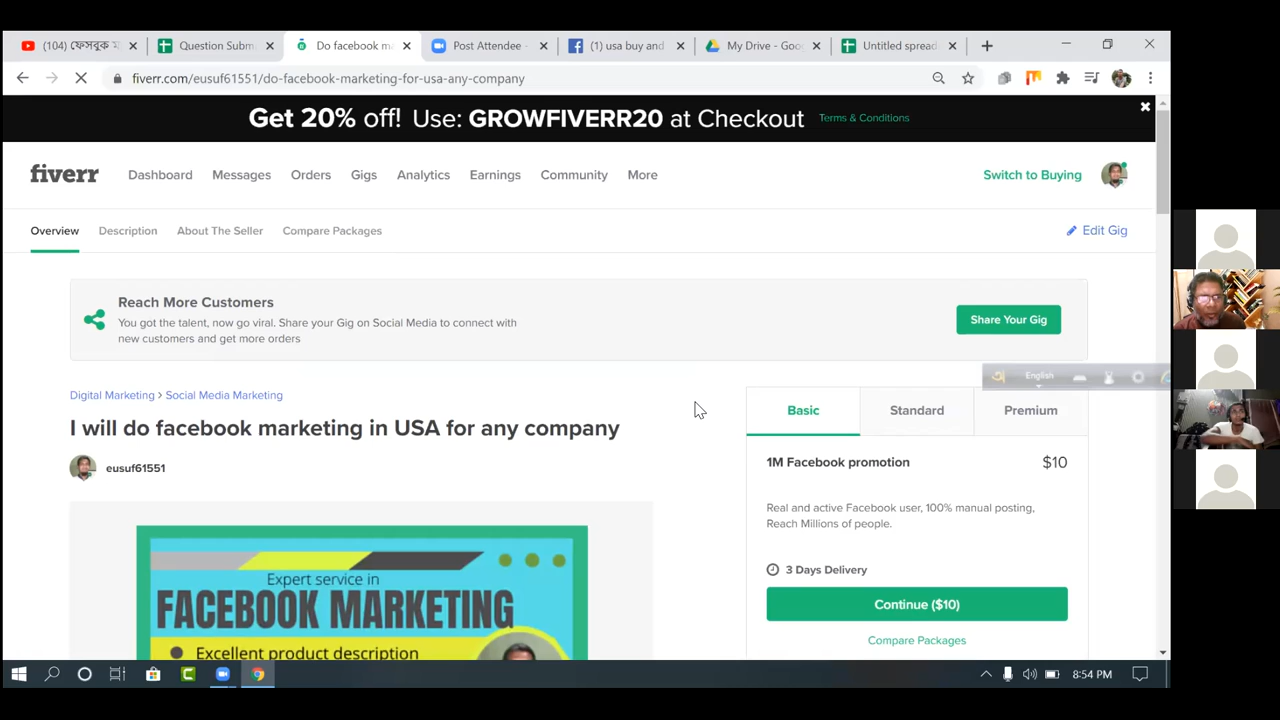 (104) ফেসবুক ম
Question Subm
Do facebook ma
Post Attendee -
(1) usa buy and
My Drive - Goo
Untitled spread
fiverr.com/eusuf61551/do-facebook-marketing-for-usa-any-company
Get 20% off! Use: GROWFIVERR20 at Checkout
Terms & Conditions
fiverr
Dashboard
Messages
Orders
Gigs
Analytics
Earnings
Community
More
Switch to Buying
Overview
Description
About The Seller
Compare Packages
Edit Gig
Reach More Customers
You got the talent, now go viral. Share your Gig on Social Media to connect with
new customers and get more orders
Share Your Gig
অ
English
Digital Marketing > Social Media Marketing
Basic
Standard
Premium
I will do facebook marketing in USA for any company
eusuf61551
1M Facebook promotion
$10
Real and active Facebook user, 100% manual posting,
Reach Millions of people.
3 Days Delivery
Continue ($10)
Compare Packages
Expert service in
FACEBOOK MARKETING
Excellent product description
8:54 PM